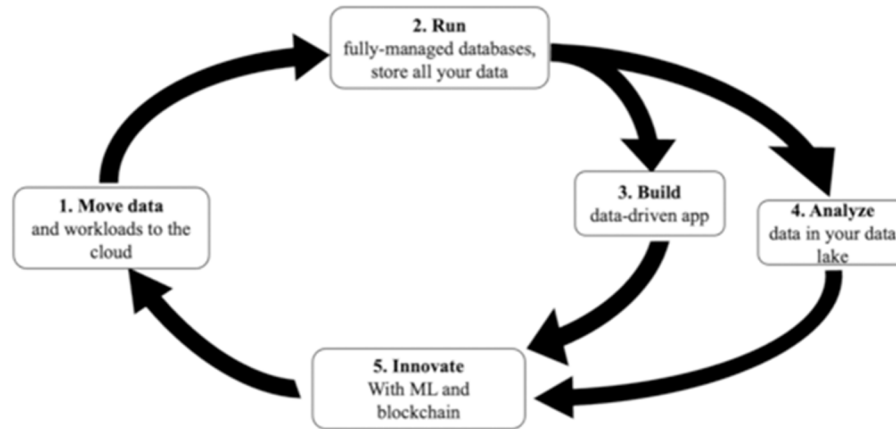 2. Run
fully-managed databases,
store all your data
1. Move data
and workloads to the
cloud
3. Build
data-driven app
4. Analyze
data in your data
lake
5. Innovate
With ML and
blockchain